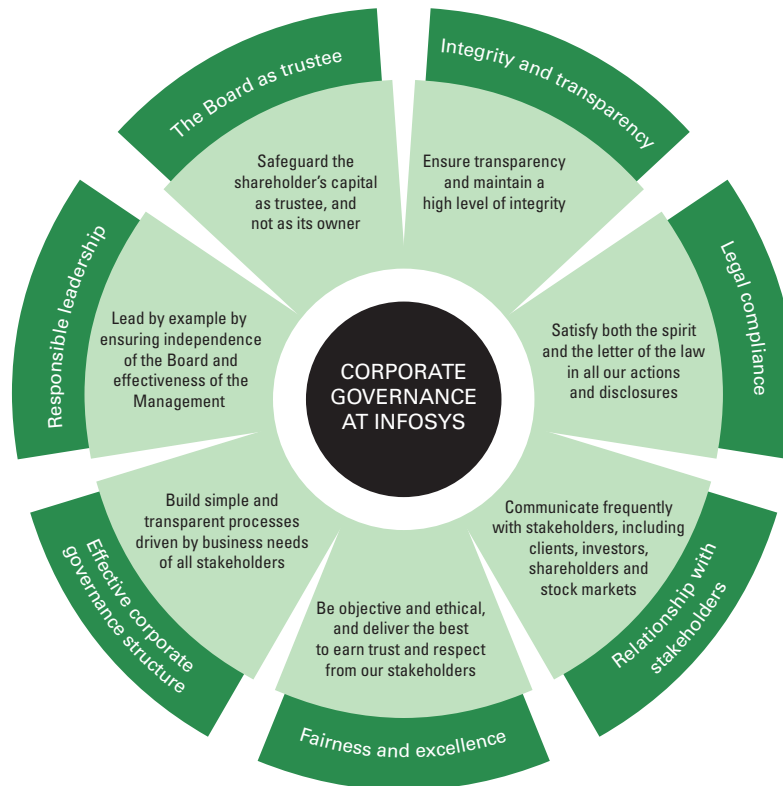 The Board as trustee
Safeguard the
shareholder's capital
as trustee, and
not as its owner
Integrity and transparency
Ensure transparency
and maintain a
high level of integrity
Legal compliance
Satisfy both the spirit
and the letter of the law
in all our actions
and disclosures
Relationship with
stakeholders
Communicate frequently
with stakeholders, including
clients, investors,
shareholders and
stock markets
Fairness and excellence
Be objective and ethical,
and deliver the best
to earn trust and respect
from our stakeholders
Effective corporate
governance structure
Build simple and
transparent processes
driven by business needs
of all stakeholders
Responsible leadership
Lead by example by
ensuring independence
of the Board and
effectiveness of the
Management
CORPORATE
GOVERNANCE
AT INFOSYS